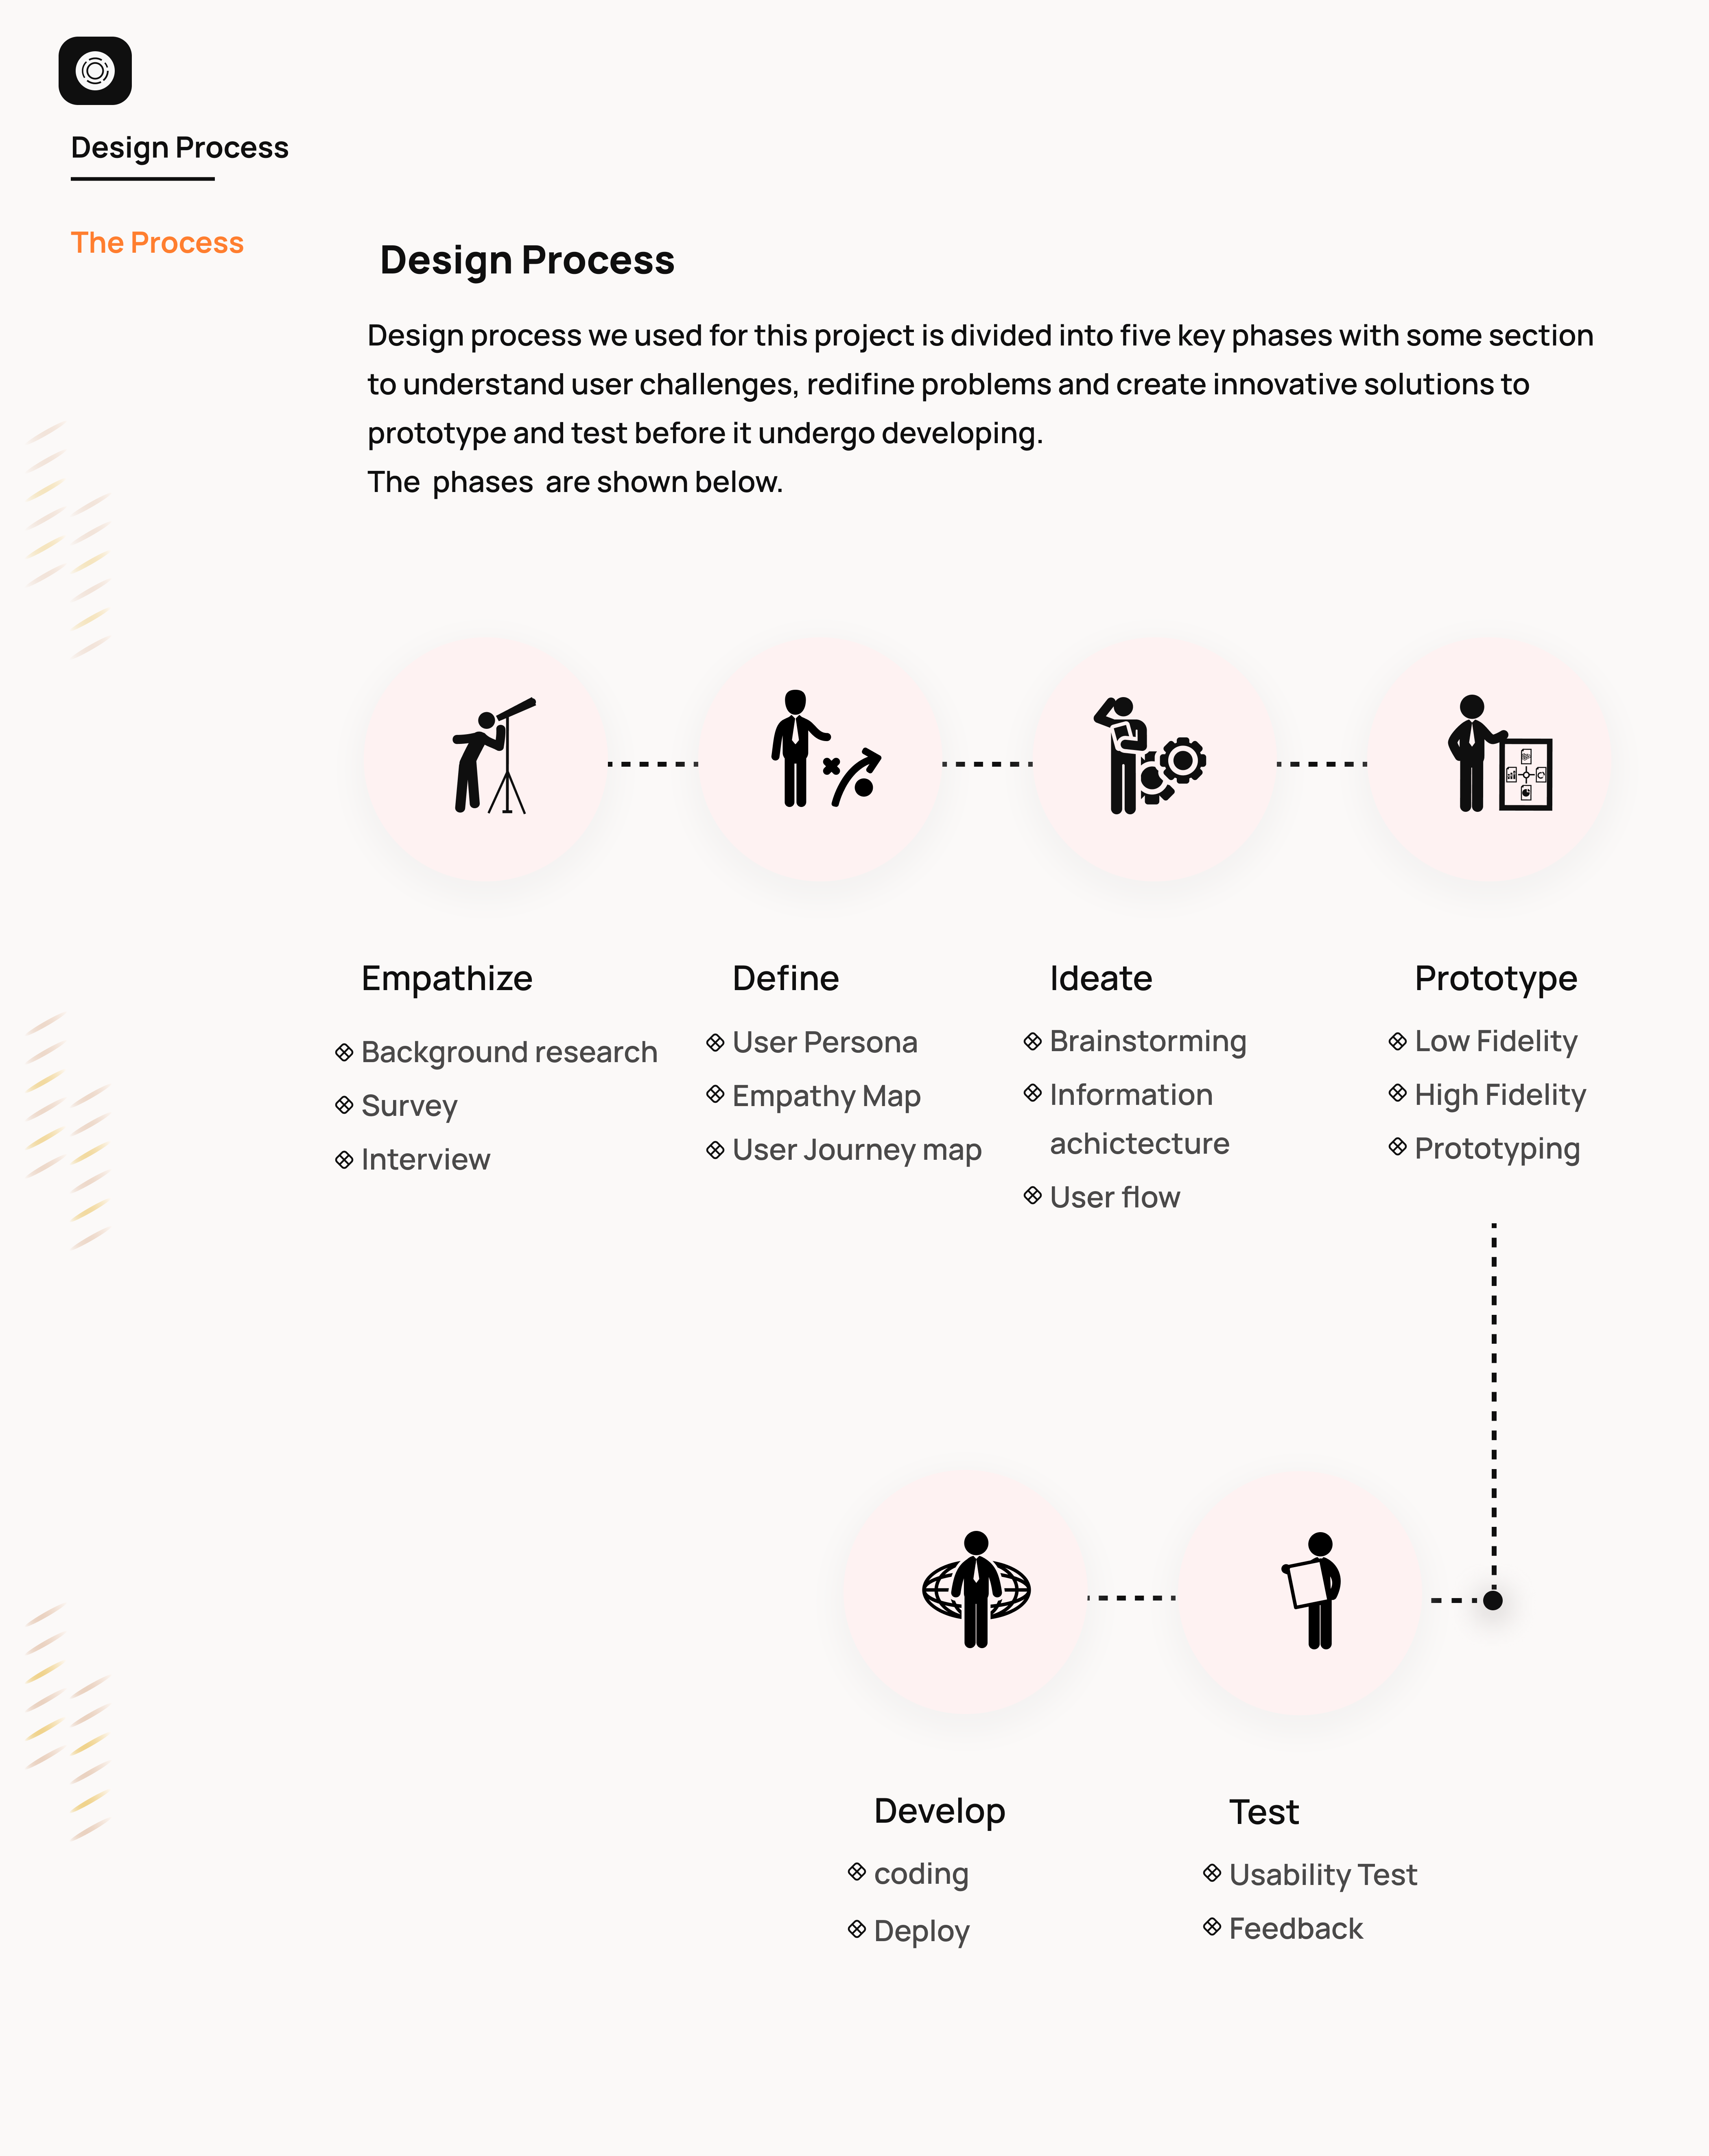 Design Process
The Process
Design Process
Design process we used for this project is divided into five key phases with some section
to understand user challenges, redifine problems and create innovative solutions to
prototype and test before it undergo developing.
The phases are shown below.
Empathize
Background research
Survey
Interview
Define
User Persona
Empathy Map
User Journey map
Ideate
Brainstorming
Information
achictecture
User flow
Prototype
Low Fidelity
High Fidelity
Prototyping
Develop
coding
Deploy
Test
Usability Test
Feedback